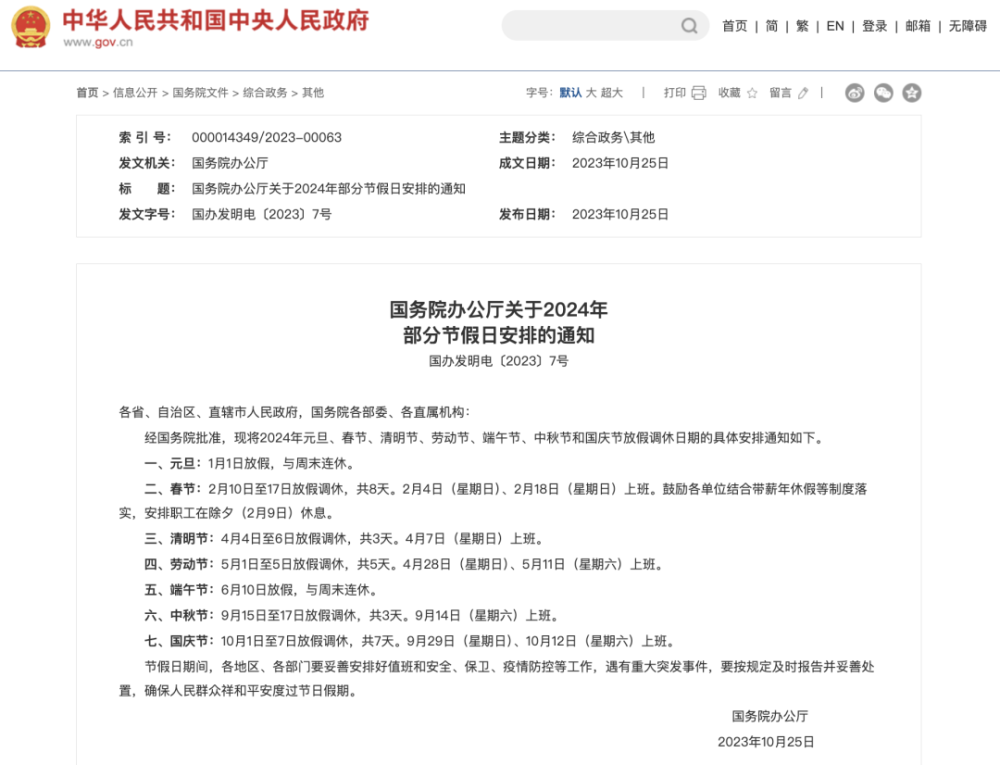 中华人民共和国中央人民政府
www.gov.cn
首页 | 简 | 繁 | EN | 登录 | 邮箱 | 无障碍
首页 > 信息公开 > 国务院文件 > 综合政务 > 其他
字号：默认 大 超大 | 打印 收藏 留言 |
索 引 号： 000014349/2023-00063 主题分类： 综合政务\其他
发文机关： 国务院办公厅 成文日期： 2023年10月25日
标 题： 国务院办公厅关于2024年部分节假日安排的通知
发文字号： 国办发明电〔2023〕7号 发布日期： 2023年10月25日
国务院办公厅关于2024年
部分节假日安排的通知
国办发明电〔2023〕7号
各省、自治区、直辖市人民政府，国务院各部委、各直属机构：
经国务院批准，现将2024年元旦、春节、清明节、劳动节、端午节、中秋节和国庆节放假调休日期的具体安排通知如下。
一、元旦：1月1日放假，与周末连休。
二、春节：2月10日至17日放假调休，共8天。2月4日（星期日）、2月18日（星期日）上班。鼓励各单位结合带薪年休假等制度落
实，安排职工在除夕（2月9日）休息。
三、清明节：4月4日至6日放假调休，共3天。4月7日（星期日）上班。
四、劳动节：5月1日至5日放假调休，共5天。4月28日（星期日）、5月11日（星期六）上班。
五、端午节：6月10日放假，与周末连休。
六、中秋节：9月15日至17日放假调休，共3天。9月14日（星期六）上班。
七、国庆节：10月1日至7日放假调休，共7天。9月29日（星期日）、10月12日（星期六）上班。
节假日期间，各地区、各部门要妥善安排好值班和安全、保卫、疫情防控等工作，遇有重大突发事件，要按规定及时报告并妥善处
置，确保人民群众祥和平安度过节日假期。
国务院办公厅
2023年10月25日